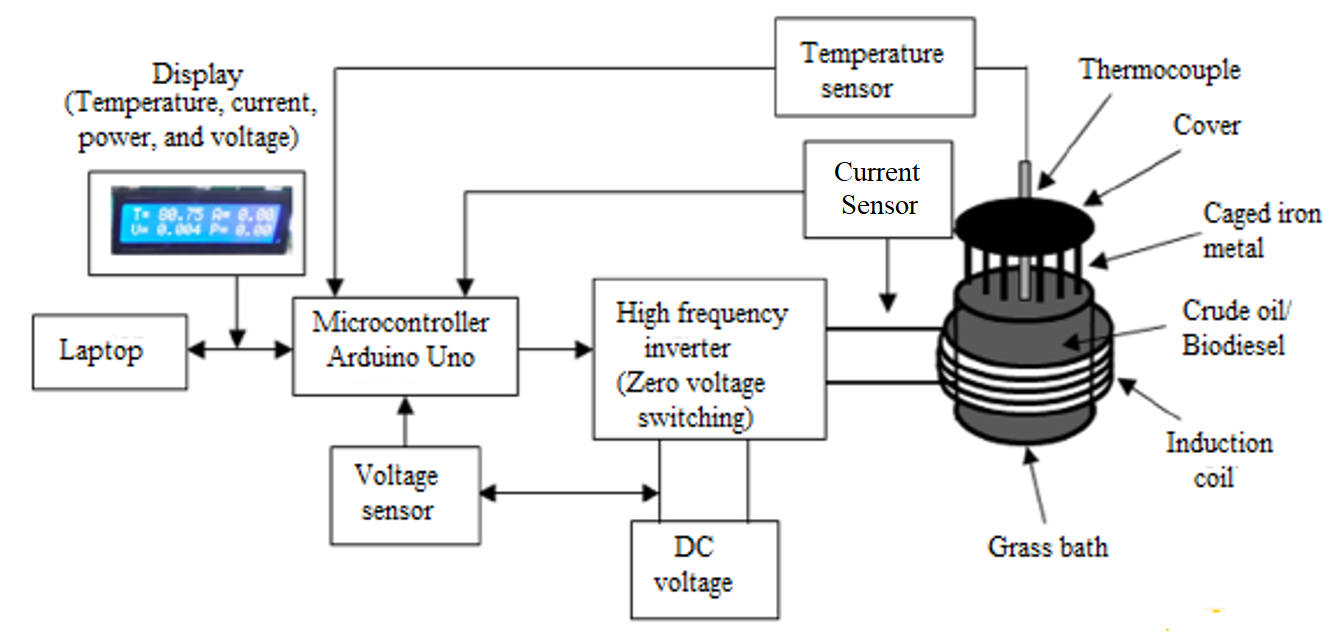 Display
(Temperature, current,
power, and voltage)
T= 80.75 A= 0.00
U= 0.004 P= 0.00
Temperature
sensor
Thermocouple
Cover
Current
Sensor
Caged iron
metal
Laptop
Microcontroller
Arduino Uno
High frequency
inverter
(Zero voltage
switching)
Crude oil/
Biodiesel
Voltage
sensor
Induction
coil
DC
voltage
Grass bath